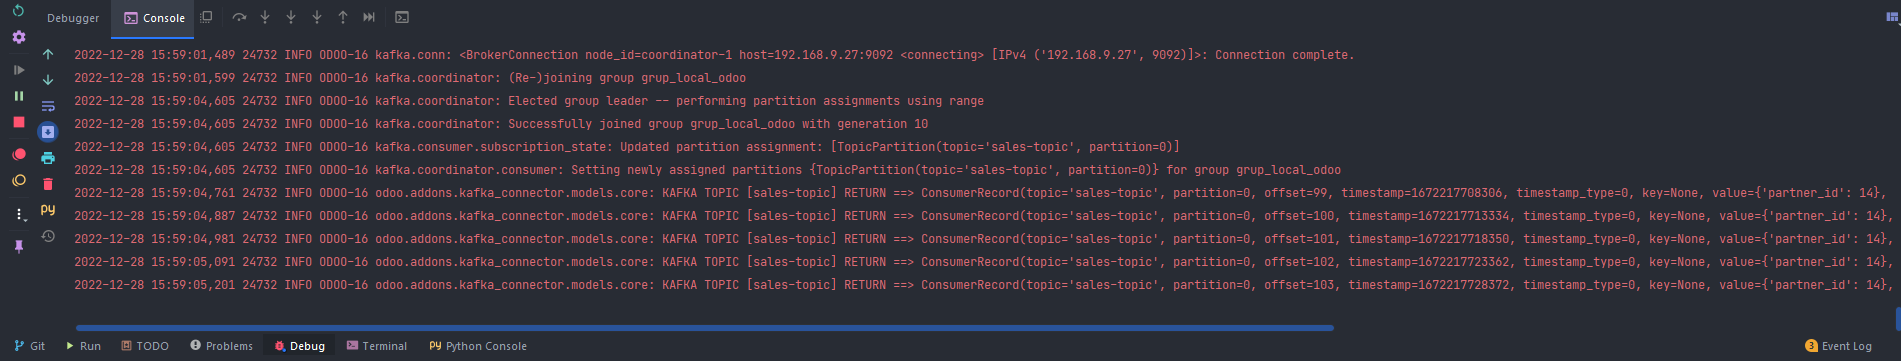 Debugger
Console
2022-12-28 15:59:01,489 24732 INFO ODOO-16 kafka.conn: <BrokerConnection node_id=coordinator-1 host=192.168.9.27:9092 <connecting> [IPv4 ('192.168.9.27', 9092)]>: Connection complete.
2022-12-28 15:59:01,599 24732 INFO ODOO-16 kafka.coordinator: (Re-)joining group grup_local_odoo
2022-12-28 15:59:04,605 24732 INFO ODOO-16 kafka.coordinator: Elected group leader -- performing partition assignments using range
2022-12-28 15:59:04,605 24732 INFO ODOO-16 kafka.coordinator: Successfully joined group grup_local_odoo with generation 10
2022-12-28 15:59:04,605 24732 INFO ODOO-16 kafka.consumer.subscription_state: Updated partition assignment: [TopicPartition(topic='sales-topic', partition=0)]
2022-12-28 15:59:04,605 24732 INFO ODOO-16 kafka.coordinator.consumer: Setting newly assigned partitions {TopicPartition(topic='sales-topic', partition=0)} for group grup_local_odoo
2022-12-28 15:59:04,761 24732 INFO ODOO-16 odoo.addons.kafka_connector.models.core: KAFKA TOPIC [sales-topic] RETURN ==> ConsumerRecord(topic='sales-topic', partition=0, offset=99, timestamp=1672217708306, timestamp_type=0, key=None, value={'partner_id': 14},
2022-12-28 15:59:04,887 24732 INFO ODOO-16 odoo.addons.kafka_connector.models.core: KAFKA TOPIC [sales-topic] RETURN ==> ConsumerRecord(topic='sales-topic', partition=0, offset=100, timestamp=1672217713334, timestamp_type=0, key=None, value={'partner_id': 14},
2022-12-28 15:59:04,981 24732 INFO ODOO-16 odoo.addons.kafka_connector.models.core: KAFKA TOPIC [sales-topic] RETURN ==> ConsumerRecord(topic='sales-topic', partition=0, offset=101, timestamp=1672217718350, timestamp_type=0, key=None, value={'partner_id': 14},
2022-12-28 15:59:05,091 24732 INFO ODOO-16 odoo.addons.kafka_connector.models.core: KAFKA TOPIC [sales-topic] RETURN ==> ConsumerRecord(topic='sales-topic', partition=0, offset=102, timestamp=1672217723362, timestamp_type=0, key=None, value={'partner_id': 14},
2022-12-28 15:59:05,201 24732 INFO ODOO-16 odoo.addons.kafka_connector.models.core: KAFKA TOPIC [sales-topic] RETURN ==> ConsumerRecord(topic='sales-topic', partition=0, offset=103, timestamp=1672217728372, timestamp_type=0, key=None, value={'partner_id': 14},
Git
Run
TODO
Problems
Debug
Terminal
Python Console
3 Event Log